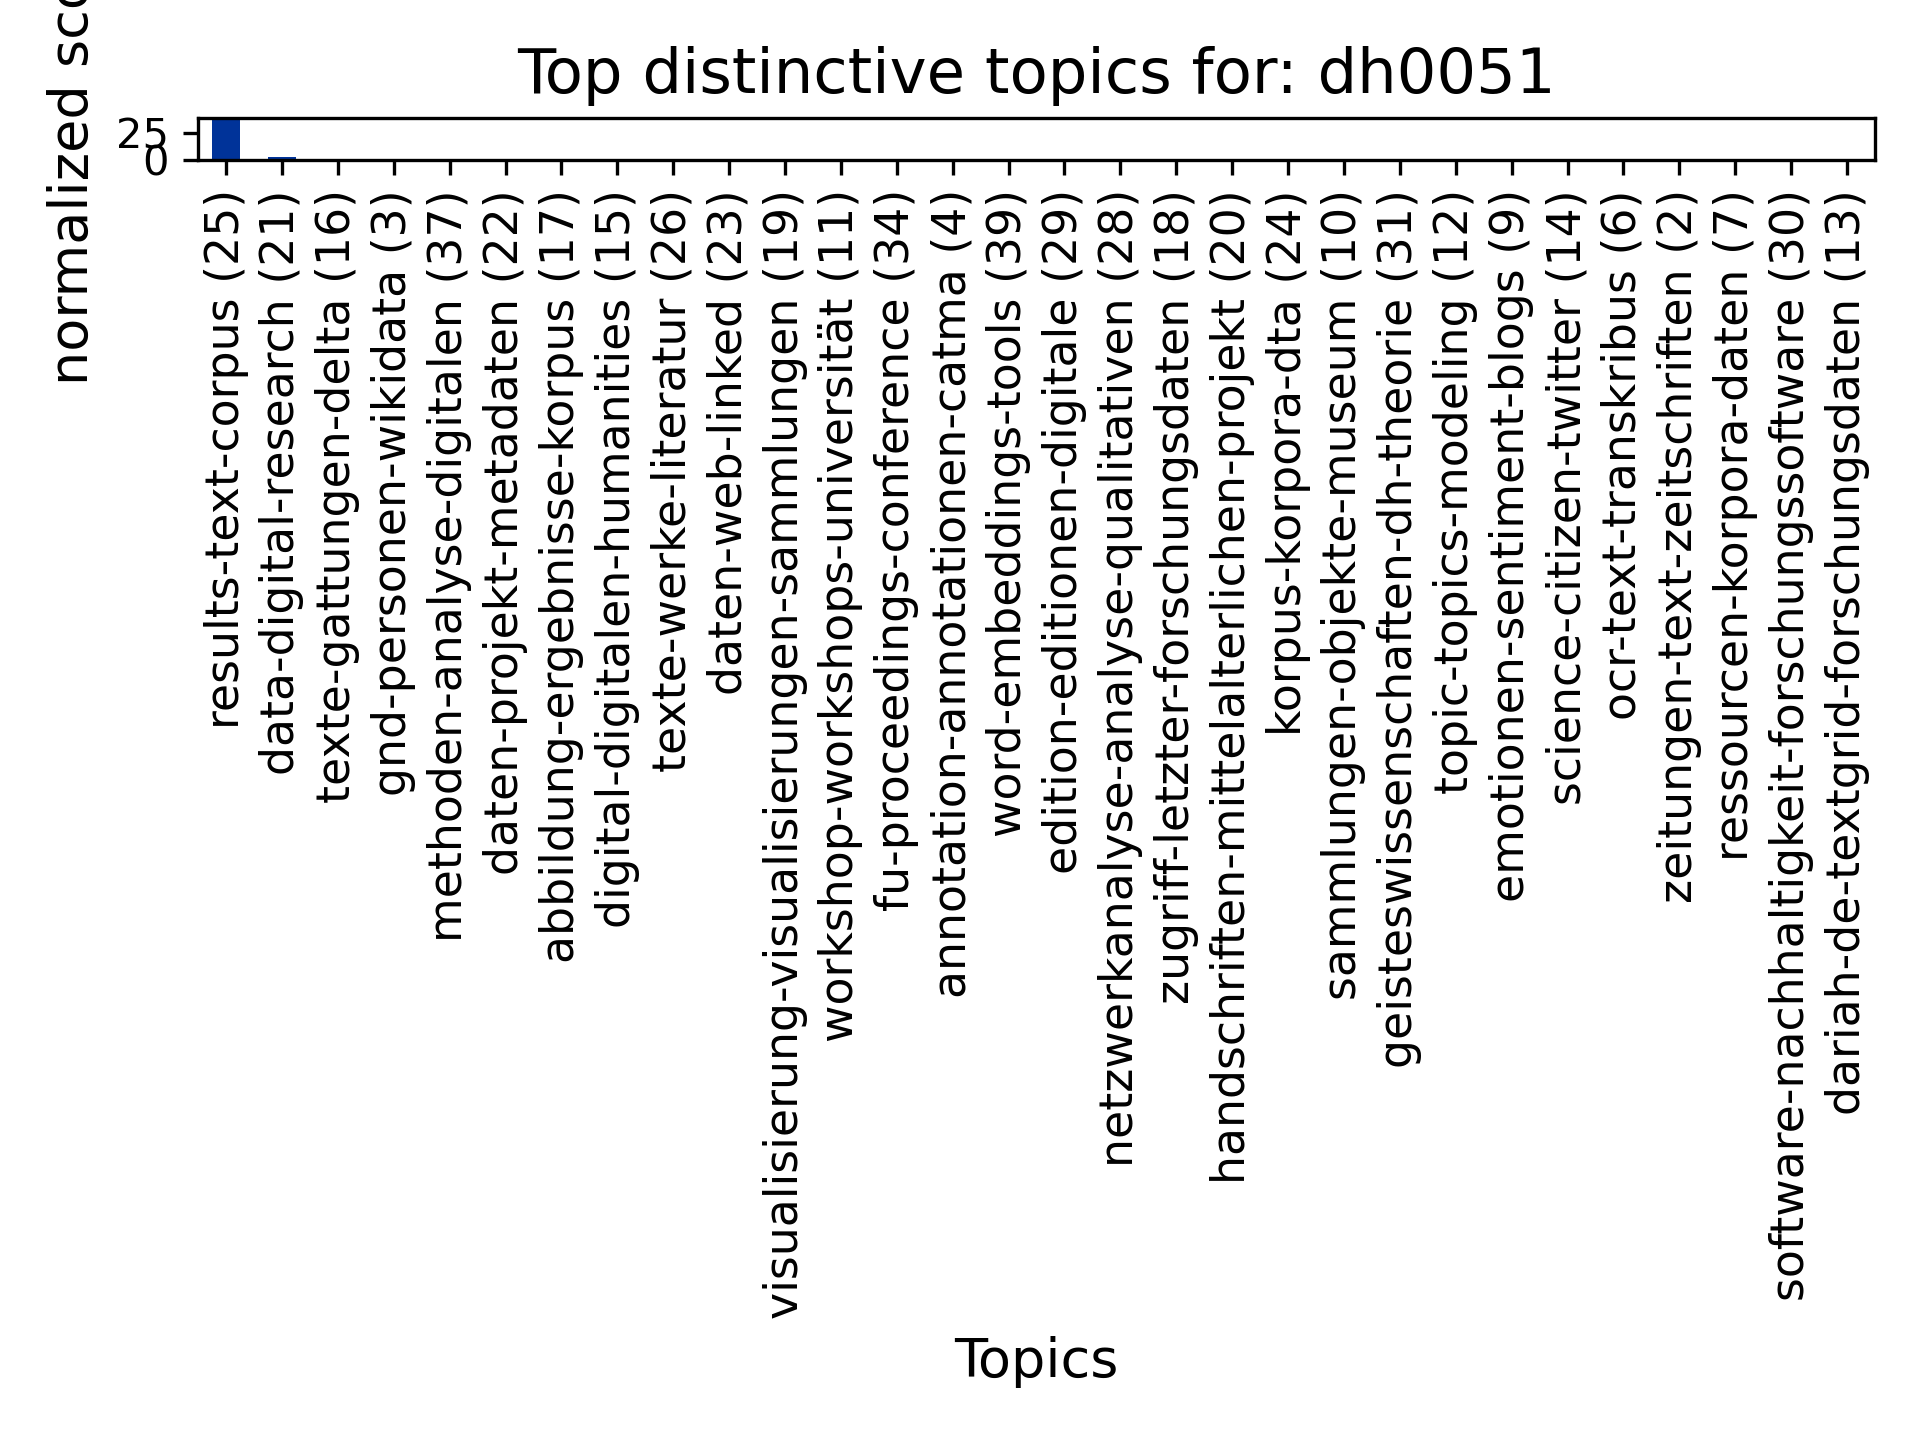 Top distinctive topics for: dh0051
normalized
25
0
results-text-corpus (25)
data-digital-research (21)
texte-gattungen-delta (16)
gnd-personen-wikidata (3)
methoden-analyse-digitalen (37)
daten-projekt-metadaten (22)
abbildung-ergebnisse-korpus (17)
digital-digitalen-humanities (15)
texte-werke-literatur (26)
daten-web-linked (23)
visualisierung-visualisierungen-sammlungen (19)
workshop-workshops-universität (11)
fu-proceedings-conference (34)
annotation-annotationen-catma (4)
word-embeddings-tools (39)
edition-editionen-digitale (29)
netzwerkanalyse-analyse-qualitativen (28)
zugriff-letzter-forschungsdaten (18)
handschriften-mittelalterlichen-projekt (20)
korpus-korpora-dta (24)
sammlungen-objekte-museum (10)
geisteswissenschaften-dh-theorie (31)
topic-topics-modeling (12)
emotionen-sentiment-blogs (9)
science-citizen-twitter (14)
ocr-text-transkribus (6)
zeitungen-text-zeitschriften (2)
ressourcen-korpora-daten (7)
software-nachhaltigkeit-forschungssoftware (30)
dariah-de-textgrid-forschungsdaten (13)
Topics